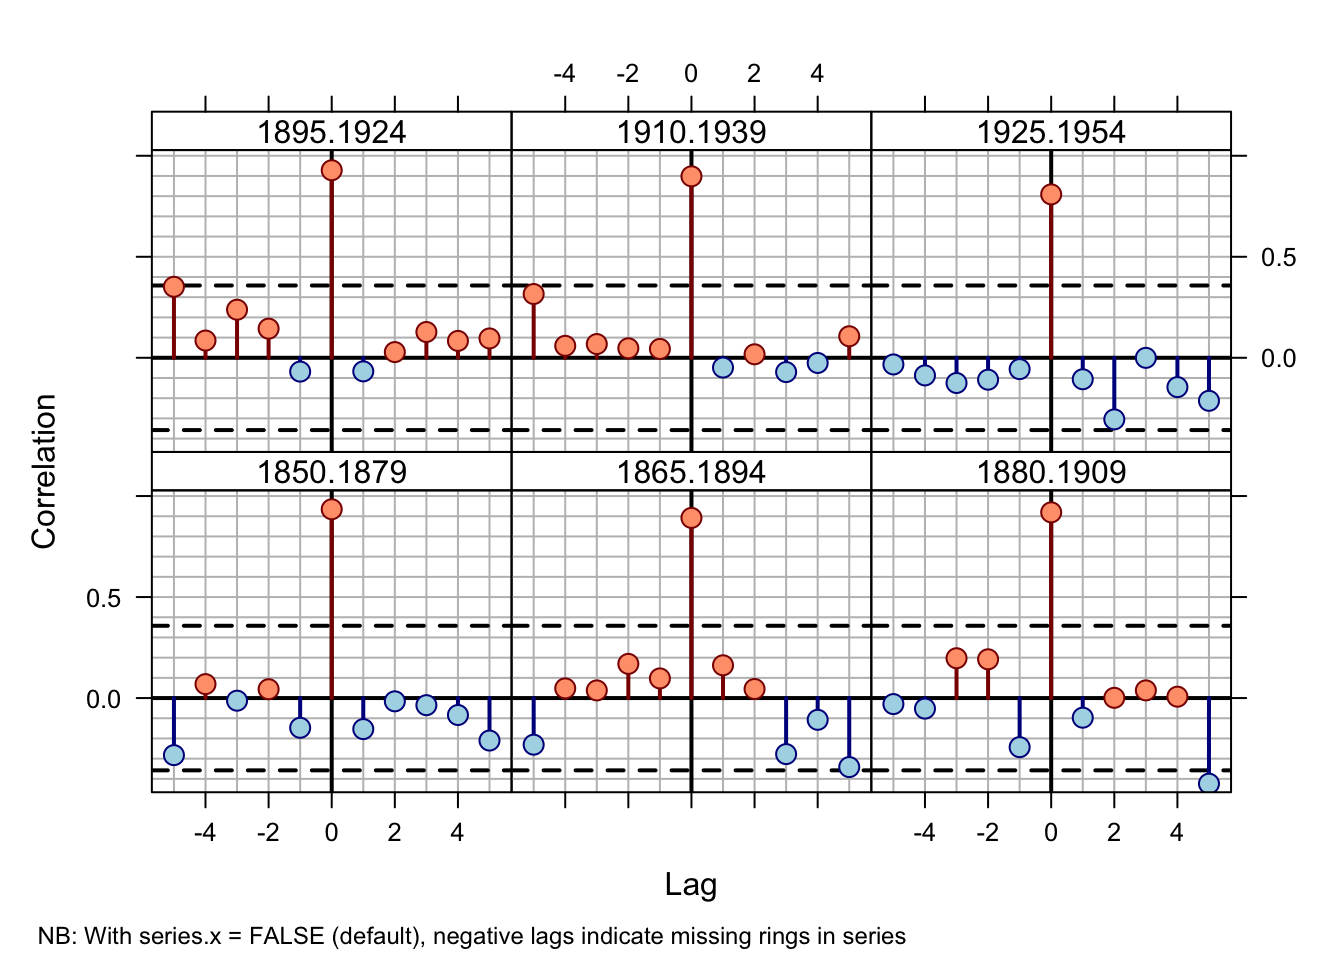 -4 -2 0 2 4
1895.1924 1910.1939 1925.1954
0.5
0.0
Correlation
1850.1879 1865.1894 1880.1909
0.5
0.0
-4 -2 0 2 4 -4 -2 0 2 4
Lag
NB: With series.x = FALSE (default), negative lags indicate missing rings in series